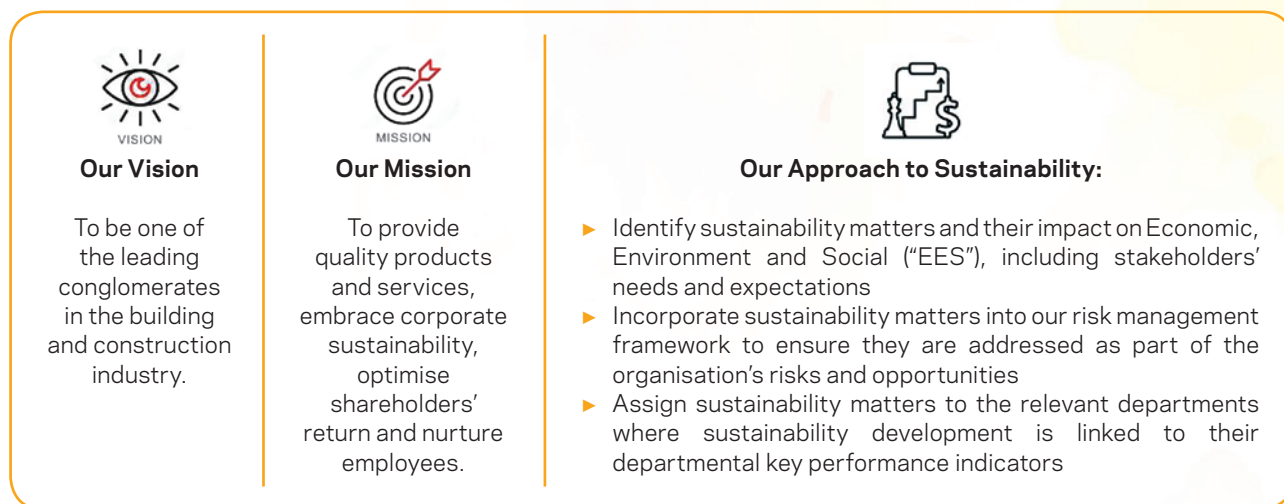 VISION
Our Vision
To be one of
the leading
conglomerates
in the building
and construction
industry.
MISSION
Our Mission
To provide
quality products
and services,
embrace corporate
sustainability,
optimise
shareholders’
return and nurture
employees.
Our Approach to Sustainability:
► Identify sustainability matters and their impact on Economic,
Environment and Social (“EES”), including stakeholders’
needs and expectations
► Incorporate sustainability matters into our risk management
framework to ensure they are addressed as part of the
organisation’s risks and opportunities
► Assign sustainability matters to the relevant departments
where sustainability development is linked to their
departmental key performance indicators